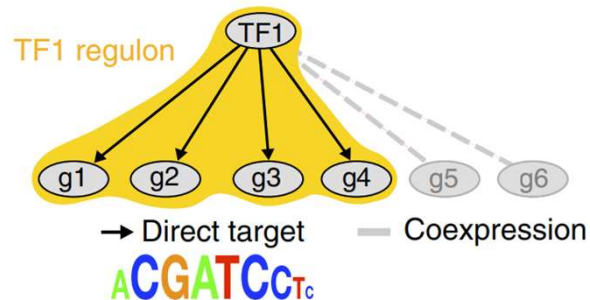 TF1
TF1 regulon
g1 g2 g3 g4 g5 g6
Direct target Coexpression
ACGATCCTC